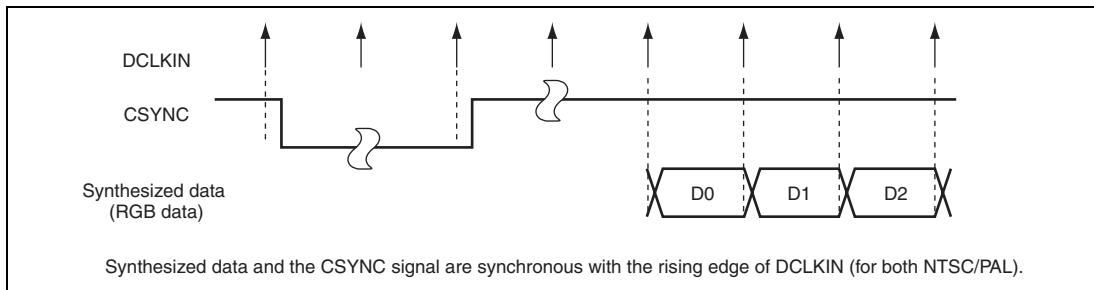 DCLKIN
CSYNC
Synthesized data
(RGB data)
D0 D1 D2
Synthesized data and the CSYNC signal are synchronous with the rising edge of DCLKIN (for both NTSC/PAL).